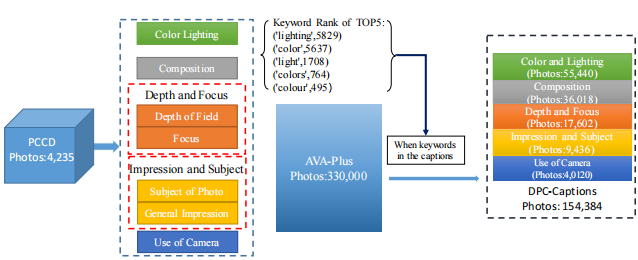 PCCD
Photos:4,235
Color Lighting
Composition
Depth and Focus
Depth of Field
Focus
Impression and Subject
Subject of Photo
General Impression
Use of Camera
Keyword Rank of TOP5:
('lighting',5829)
('color',5637)
('light',1708)
('colors',764)
('colour',495)
AVA-Plus
Photos:330,000
When keywords
in the captions
Color and Lighting
(Photos:55,440)
Composition
(Photos:36,018)
Depth and Focus
(Photos:17,602)
Impression and Subject
(Photos:9,436)
Use of Camera
(Photos:4,0120)
DPC-Captions
Photos: 154,384